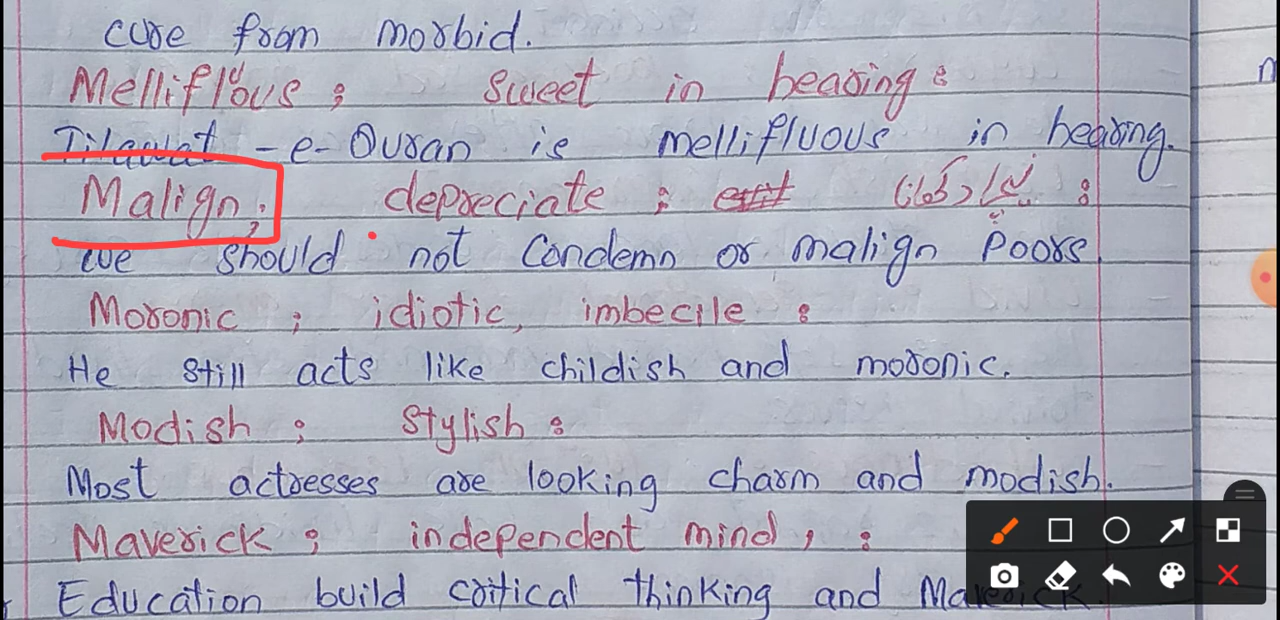 cure from morbid.
Mellifluous ; sweet in hearing :
Tilawat -e- Quran is mellifluous in hearing.
Malign ; depreciate ; نیچا دکھانا :
we should not condemn or malign Poors
Moronic ; idiotic, imbecile :
He still acts like childish and moronic.
Modish ; Stylish :
Most actresses are looking charm and modish.
Maverick ; independent mind, :
Education build critical thinking and Maverick.